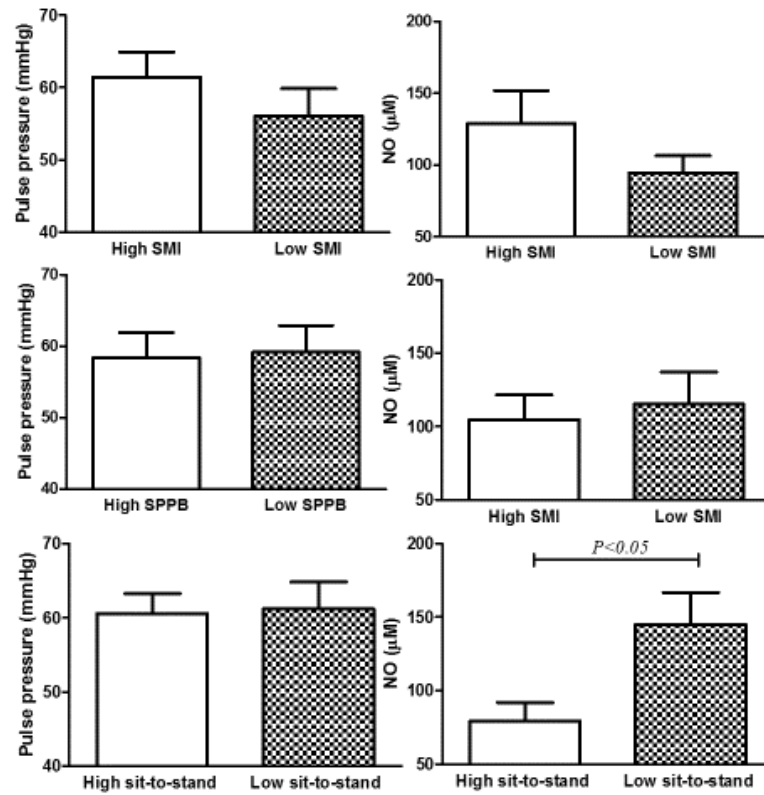 Pulse pressure (mmHg)
70
60
50
40
High SMI Low SMI
NO (μM)
200
150
100
50
High SMI Low SMI
Pulse pressure (mmHg)
70
60
50
40
High SPPB Low SPPB
NO (μM)
200
150
100
50
High SMI Low SMI
Pulse pressure (mmHg)
70
60
50
40
High sit-to-stand Low sit-to-stand
NO (μM)
200
150
100
50
P<0.05
High sit-to-stand Low sit-to-stand